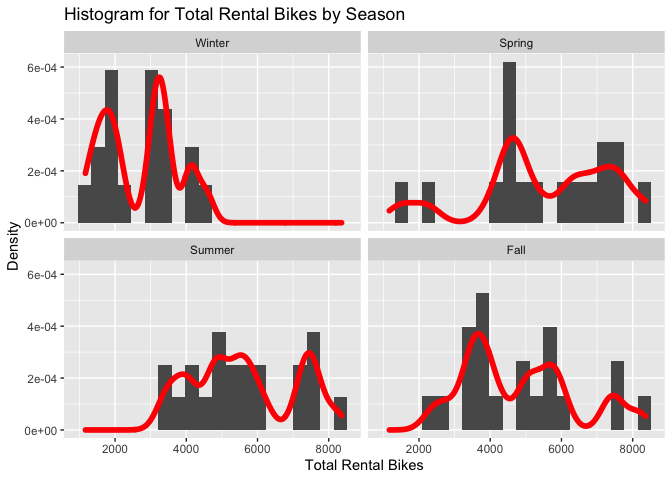 Histogram for Total Rental Bikes by Season
Winter
Spring
6e-04
4e-04
2e-04
0e+00
Summer
Fall
6e-04
4e-04
2e-04
0e+00
2000 4000 6000 8000
2000 4000 6000 8000
Total Rental Bikes
Density